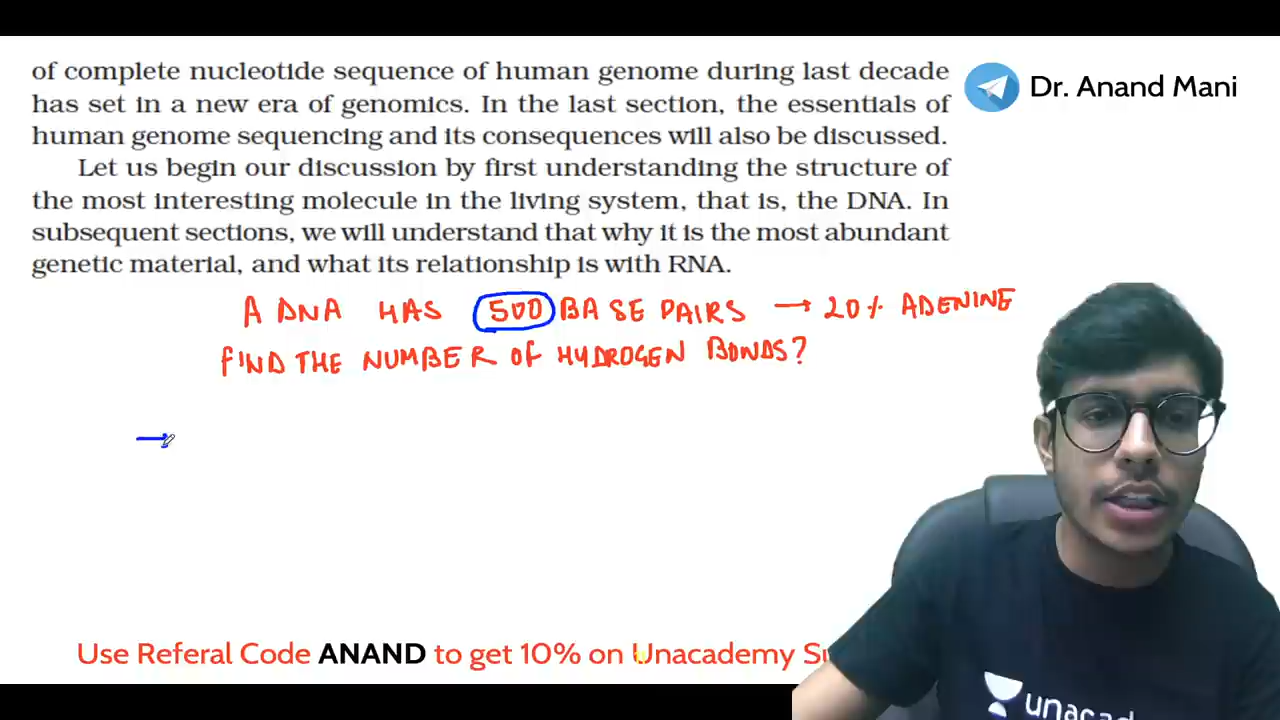 of complete nucleotide sequence of human genome during last decade
has set in a new era of genomics. In the last section, the essentials of
human genome sequencing and its consequences will also be discussed.
Let us begin our discussion by first understanding the structure of
the most interesting molecule in the living system, that is, the DNA. In
subsequent sections, we will understand that why it is the most abundant
genetic material, and what its relationship is with RNA.
Dr. Anand Mani
A DNA HAS 500 BASE PAIRS → 20% ADENINE
FIND THE NUMBER OF HYDROGEN BONDS?
→
Use Referal Code ANAND to get 10% on Unacademy
unacad